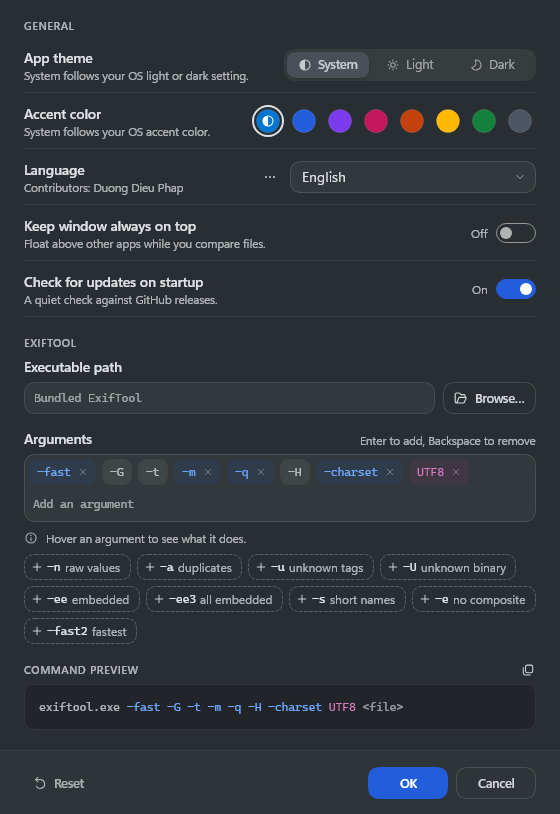 GENERAL
App theme
System follows your OS light or dark setting.
System
Light
Dark
Accent color
System follows your OS accent color.
Language
Contributors: Duong Dieu Phap
···
English
Keep window always on top
Float above other apps while you compare files.
Off
Check for updates on startup
A quiet check against GitHub releases.
On
EXIFTOOL
Executable path
Bundled ExifTool
Browse...
Arguments
Enter to add, Backspace to remove
-fast ×
-G
-t
-m ×
-q ×
-H
-charset ×
UTF8 ×
Add an argument
Hover an argument to see what it does.
+ -n raw values
+ -a duplicates
+ -u unknown tags
+ -U unknown binary
+ -ee embedded
+ -ee3 all embedded
+ -s short names
+ -e no composite
+ -fast2 fastest
COMMAND PREVIEW
exiftool.exe -fast -G -t -m -q -H -charset UTF8 <file>
Reset
OK
Cancel